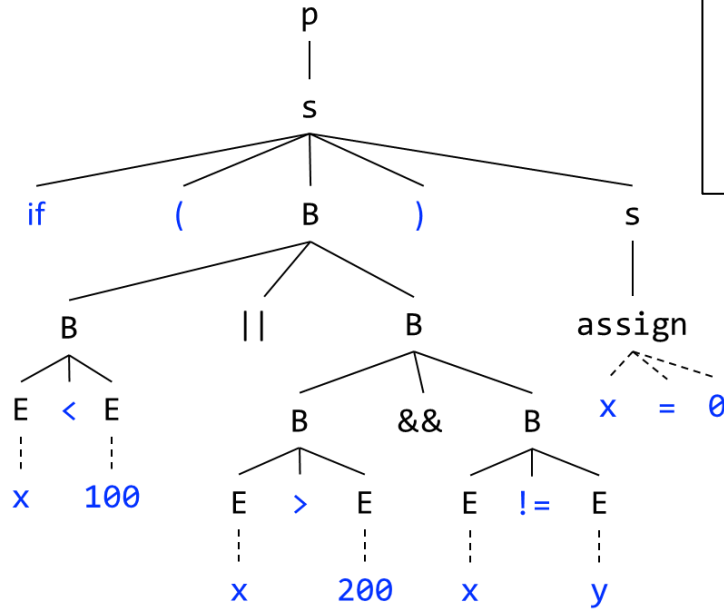 p
s
if ( B ) s
B || B assign
E < E B && B x = 0
x 100 E > E E != E
x 200 x y